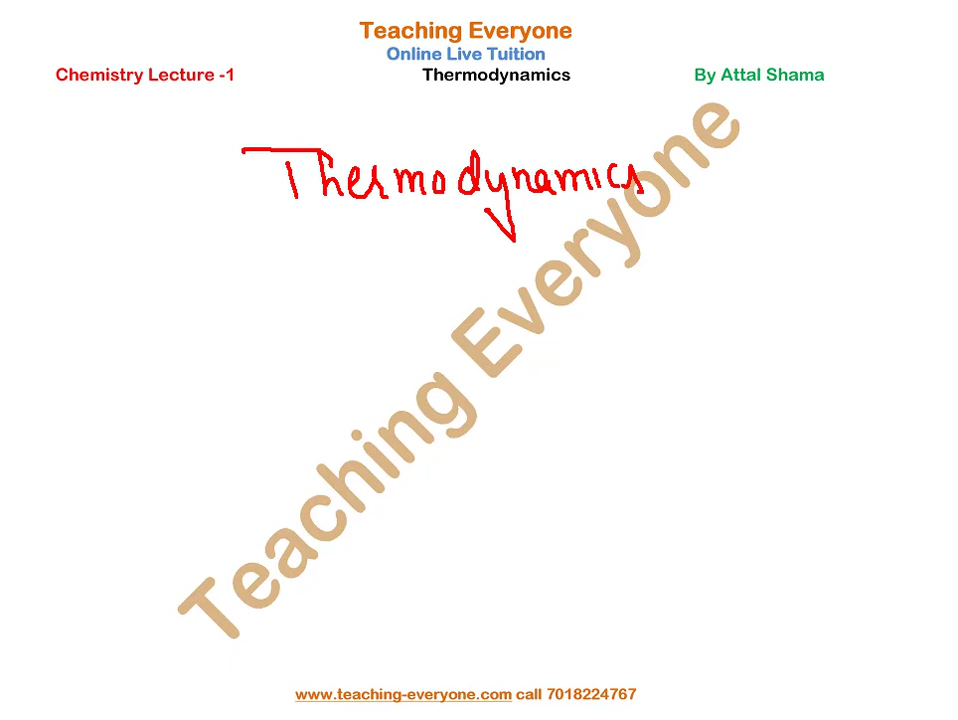 Teaching Everyone
Online Live Tuition
Chemistry Lecture -1 Thermodynamics By Attal Shama
Thermodynamics
Teaching Everyone
www.teaching-everyone.com call 7018224767